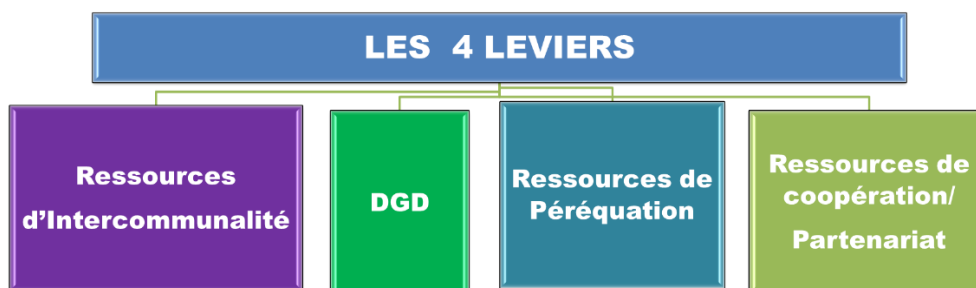 LES 4 LEVIERS
Ressources
d’Intercommunalité
DGD
Ressources de
Péréquation
Ressources de
coopération/
Partenariat